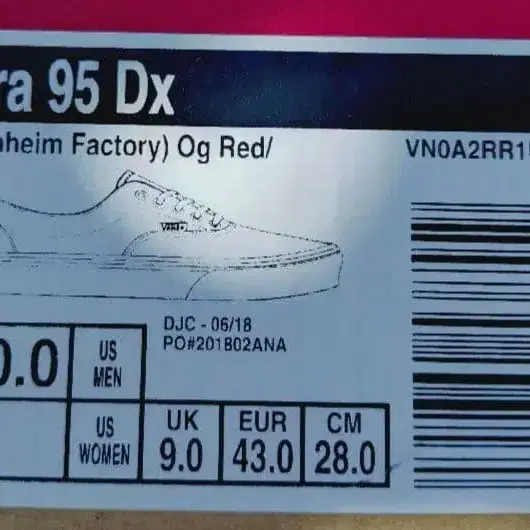 ra 95 Dx
heim Factory) Og Red/
VN0A2RR1
VANS
DJC - 06/18
PO#201B02ANA
0.0
US MEN
US WOMEN
UK 9.0
EUR 43.0
CM 28.0